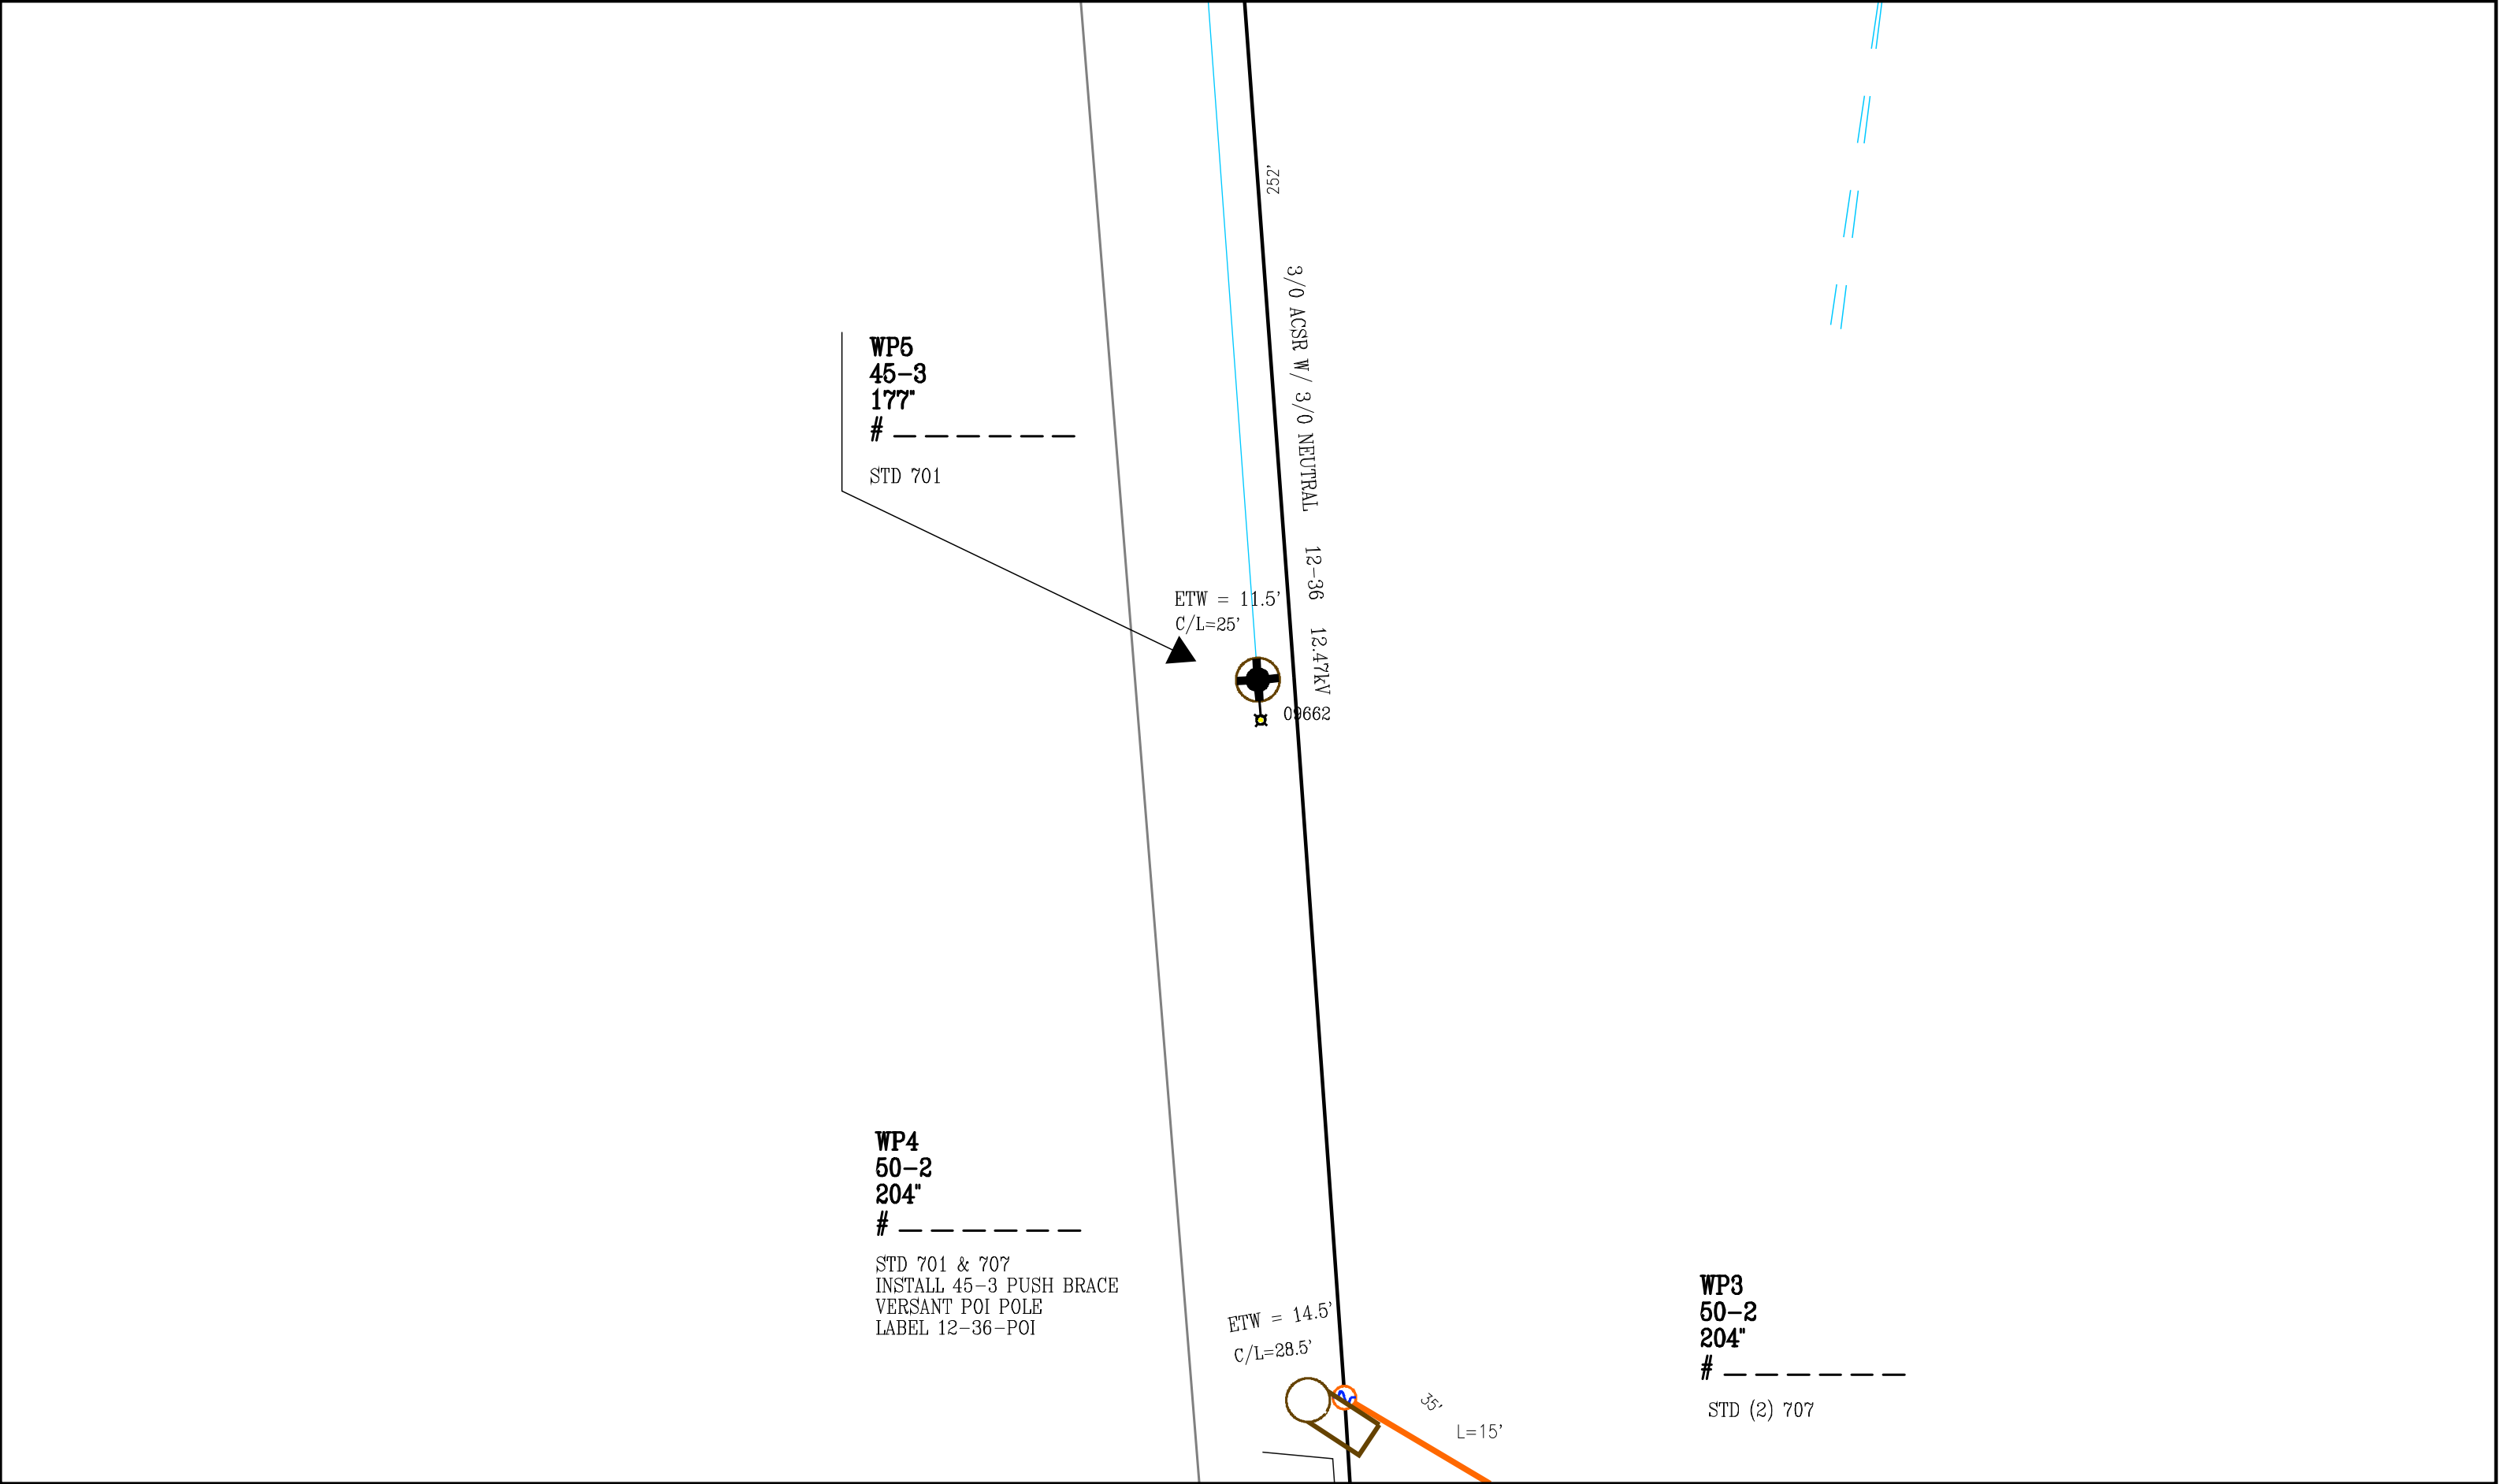 252'
3/0 ACSR W/ 3/0 NEUTRAL 12-36 12.47kV
WP5
45-3
177"
# _ _ _ _ _ _
STD 701
ETW = 11.5'
C/L=25'
09662
WP4
50-2
204"
# _ _ _ _ _ _
STD 701 & 707
INSTALL 45-3 PUSH BRACE
VERSANT POI POLE
LABEL 12-36-POI
ETW = 14.5'
C/L=28.5'
35'
L=15'
WP3
50-2
204"
# _ _ _ _ _ _
STD (2) 707